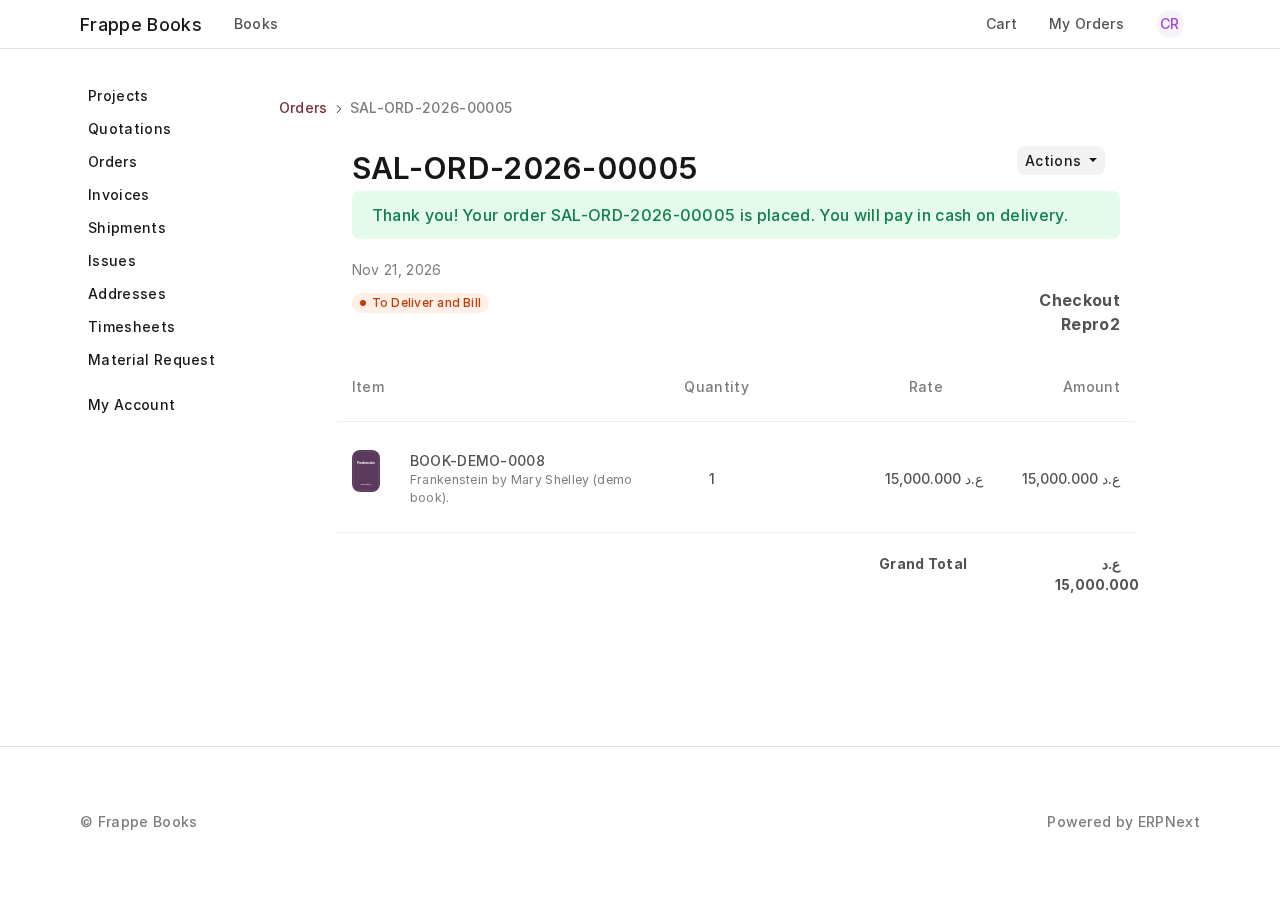 Frappe Books
Books
Cart
My Orders
CR
Projects
Quotations
Orders
Invoices
Shipments
Issues
Addresses
Timesheets
Material Request
My Account
Orders
SAL-ORD-2026-00005
SAL-ORD-2026-00005
Actions
Thank you! Your order SAL-ORD-2026-00005 is placed. You will pay in cash on delivery.
Nov 21, 2026
To Deliver and Bill
Checkout
Repro2
Item
Quantity
Rate
Amount
Frankenstein
BOOK-DEMO-0008
Frankenstein by Mary Shelley (demo
book).
1
15,000.000 ع.د
15,000.000 ع.د
Grand Total
ع.د
15,000.000
© Frappe Books
Powered by ERPNext